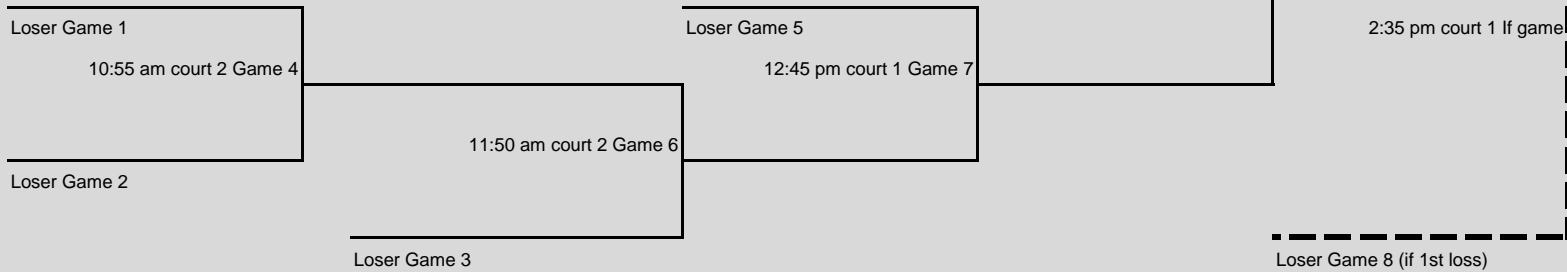 Loser Game 1
Loser Game 5
2:35 pm court 1 If game
10:55 am court 2 Game 4
12:45 pm court 1 Game 7
11:50 am court 2 Game 6
Loser Game 2
Loser Game 3
Loser Game 8 (if 1st loss)